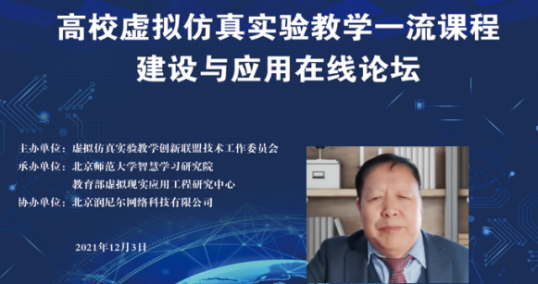 高校虚拟仿真实验教学一流课程
建设与应用在线论坛
主办单位：虚拟仿真实验教学创新联盟技术工作委员会
承办单位：北京师范大学智慧学习研究院
教育部虚拟现实应用工程研究中心
协办单位：北京润尼尔网络科技有限公司
2021年12月3日